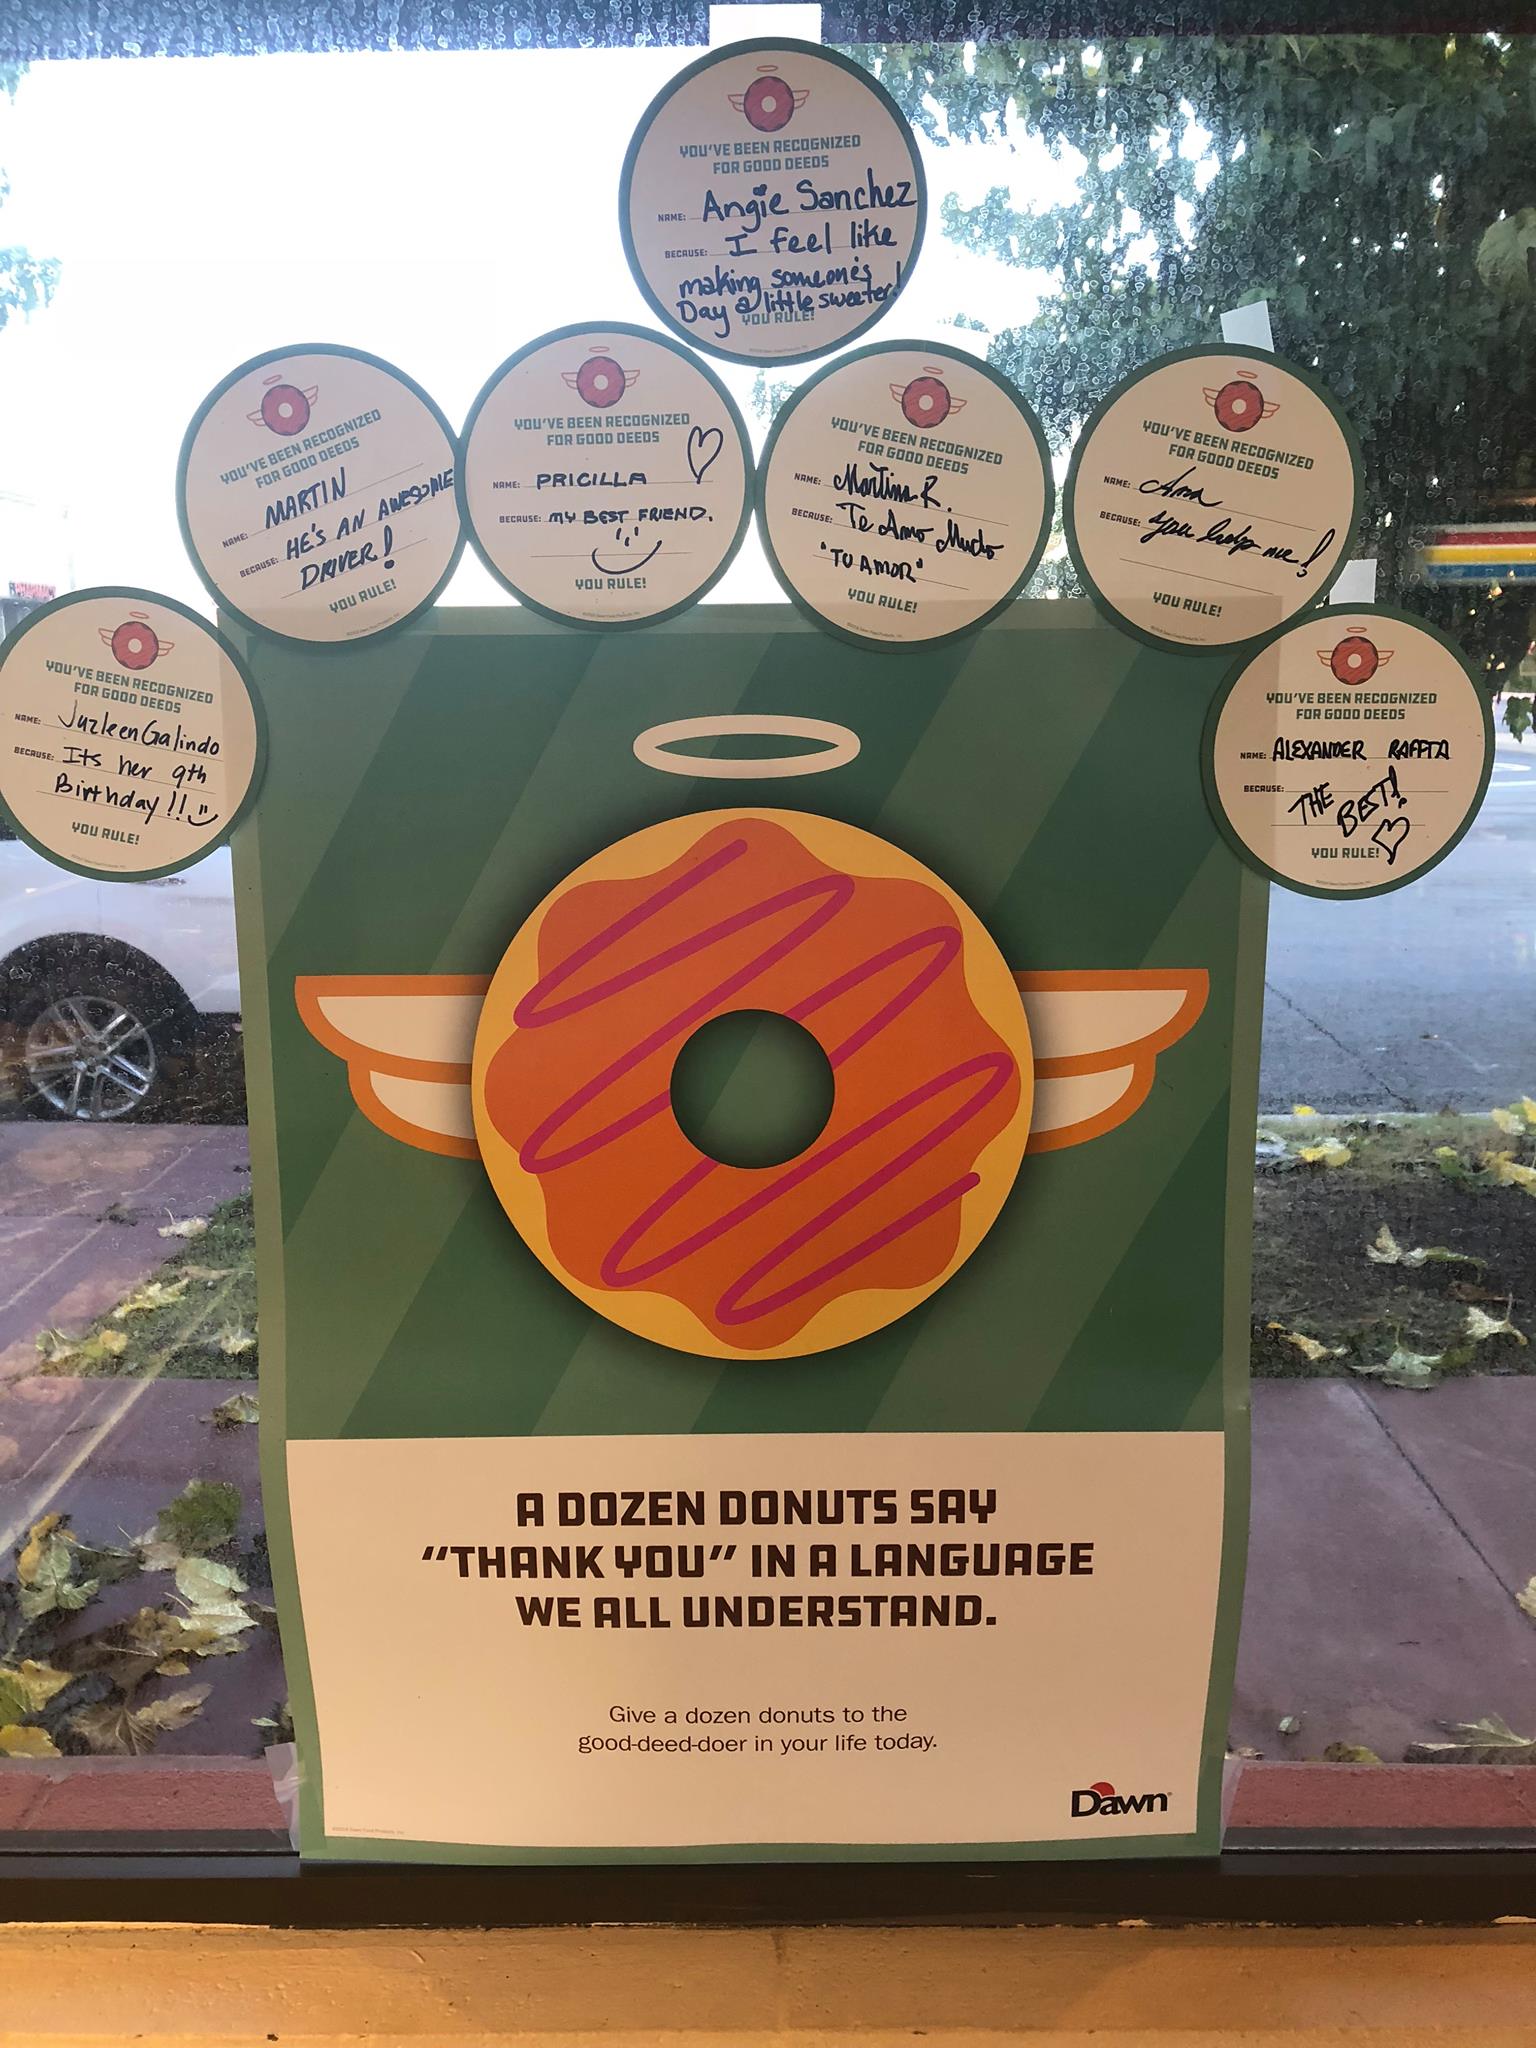 YOU'VE BEEN RECOGNIZED
FOR GOOD DEEDS
NAME: Angie Sanchez
BECAUSE: I feel like
making someone's
Day a little sweeter!
YOU RULE!
YOU'VE BEEN RECOGNIZED
FOR GOOD DEEDS
NAME: MARTIN
BECAUSE: HE'S AN AWESOME
DRIVER!
YOU RULE!
YOU'VE BEEN RECOGNIZED
FOR GOOD DEEDS
NAME: PRICILLA
BECAUSE: MY BEST FRIEND.
YOU RULE!
YOU'VE BEEN RECOGNIZED
FOR GOOD DEEDS
NAME: Martina R.
BECAUSE: Te Amo Mucho
"TU AMOR"
YOU RULE!
YOU'VE BEEN RECOGNIZED
FOR GOOD DEEDS
NAME: Ana
BECAUSE: you help me!
YOU RULE!
YOU'VE BEEN RECOGNIZED
FOR GOOD DEEDS
NAME: Juzleen Galindo
BECAUSE: Its her 9th
Birthday!!
YOU RULE!
YOU'VE BEEN RECOGNIZED
FOR GOOD DEEDS
NAME: ALEXANDER RAFFTA
BECAUSE: THE BEST!
YOU RULE!
A DOZEN DONUTS SAY
"THANK YOU" IN A LANGUAGE
WE ALL UNDERSTAND.
Give a dozen donuts to the
good-deed-doer in your life today.
Dawn